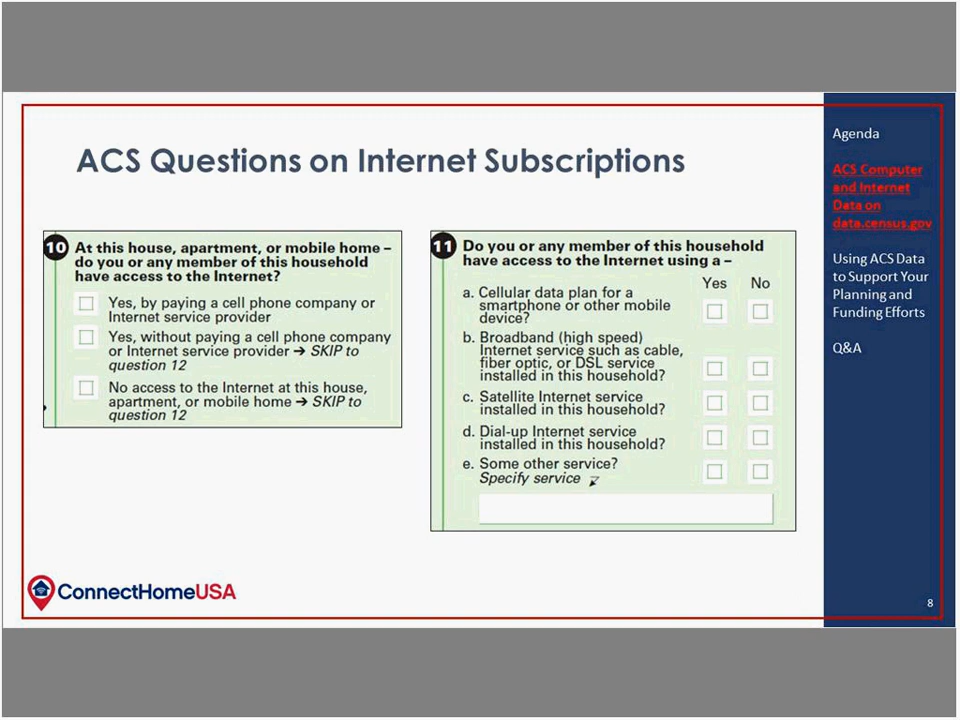 ACS Questions on Internet Subscriptions
10 At this house, apartment, or mobile home –
do you or any member of this household
have access to the Internet?
Yes, by paying a cell phone company or
Internet service provider
Yes, without paying a cell phone company
or Internet service provider ➔ SKIP to
question 12
No access to the Internet at this house,
apartment, or mobile home ➔ SKIP to
question 12
11 Do you or any member of this household
have access to the Internet using a –
Yes No
a. Cellular data plan for a
smartphone or other mobile
device?
b. Broadband (high speed)
Internet service such as cable,
fiber optic, or DSL service
installed in this household?
c. Satellite Internet service
installed in this household?
d. Dial-up Internet service
installed in this household?
e. Some other service?
Specify service
Agenda
ACS Computer
and Internet
Data on
data.census.gov
Using ACS Data
to Support Your
Planning and
Funding Efforts
Q&A
ConnectHomeUSA
8